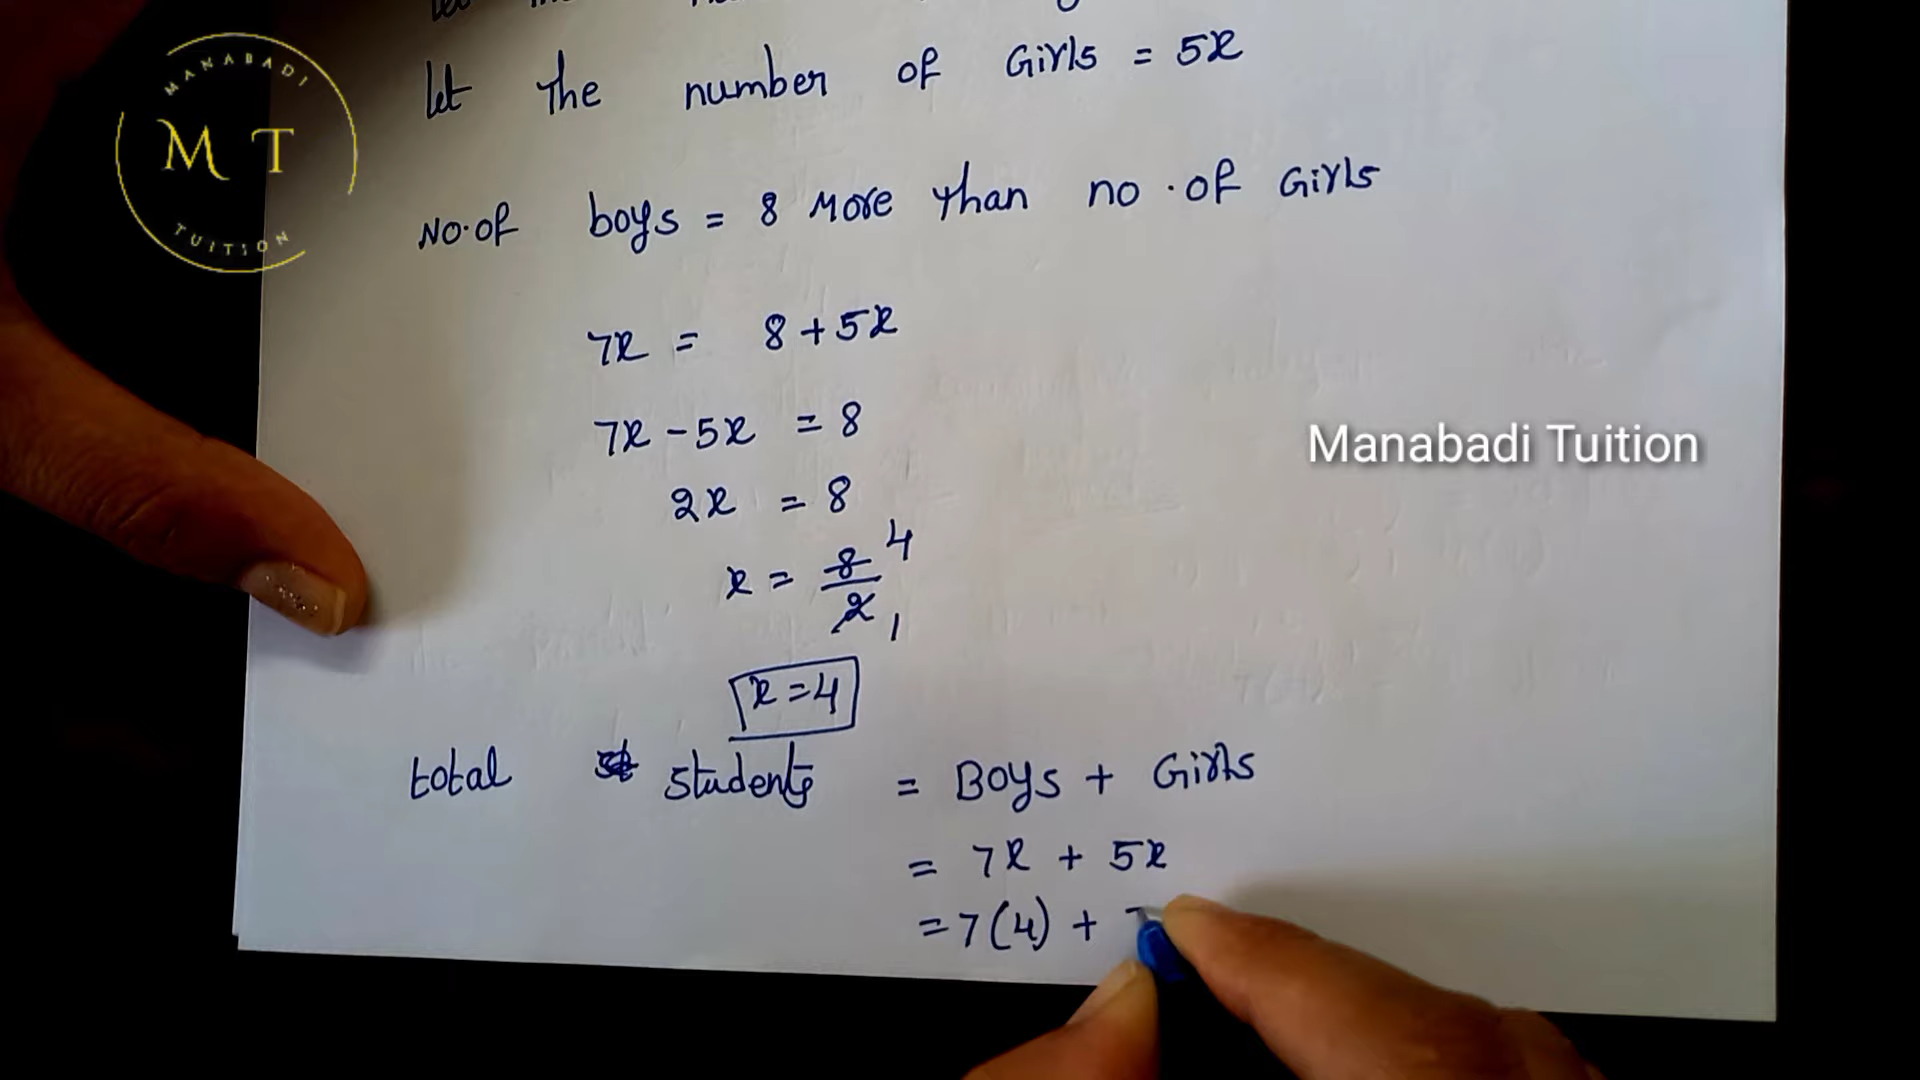 MANABADI
M T
TUITION
let the number of Girls = 5x
No.of boys = 8 More than no.of Girls
7x = 8+5x
7x-5x = 8
2x = 8
x = 8/2 4 1
x=4
Manabadi Tuition
total students = Boys + Girls
= 7x + 5x
= 7(4) +